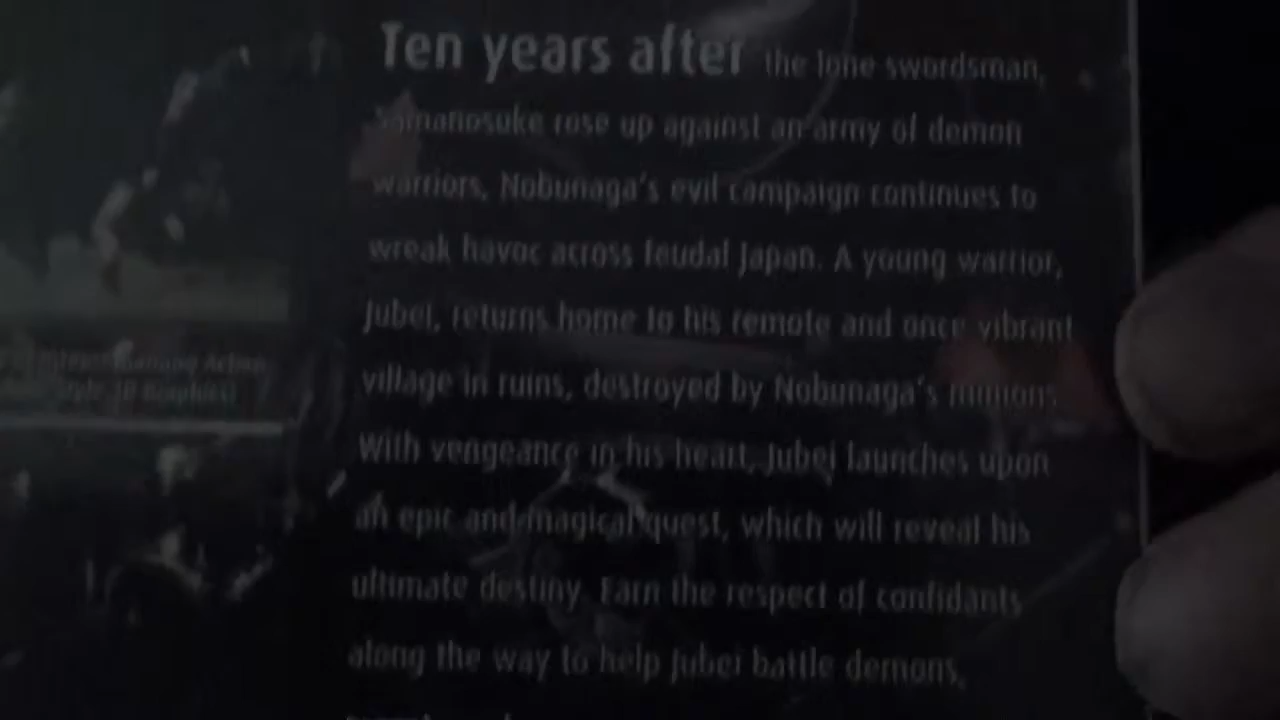 Ten years after the lone swordsman,
Samanosuke rose up against an army of demon
warriors, Nobunaga's evil campaign continues to
wreak havoc across feudal Japan. A young warrior,
Jubei, returns home to his remote and once vibrant
village in ruins, destroyed by Nobunaga's minions.
With vengeance in his heart, Jubei launches upon
an epic and magical quest, which will reveal his
ultimate destiny. Earn the respect of confidants
along the way to help Jubei battle demons,
Action
3D Graphics!